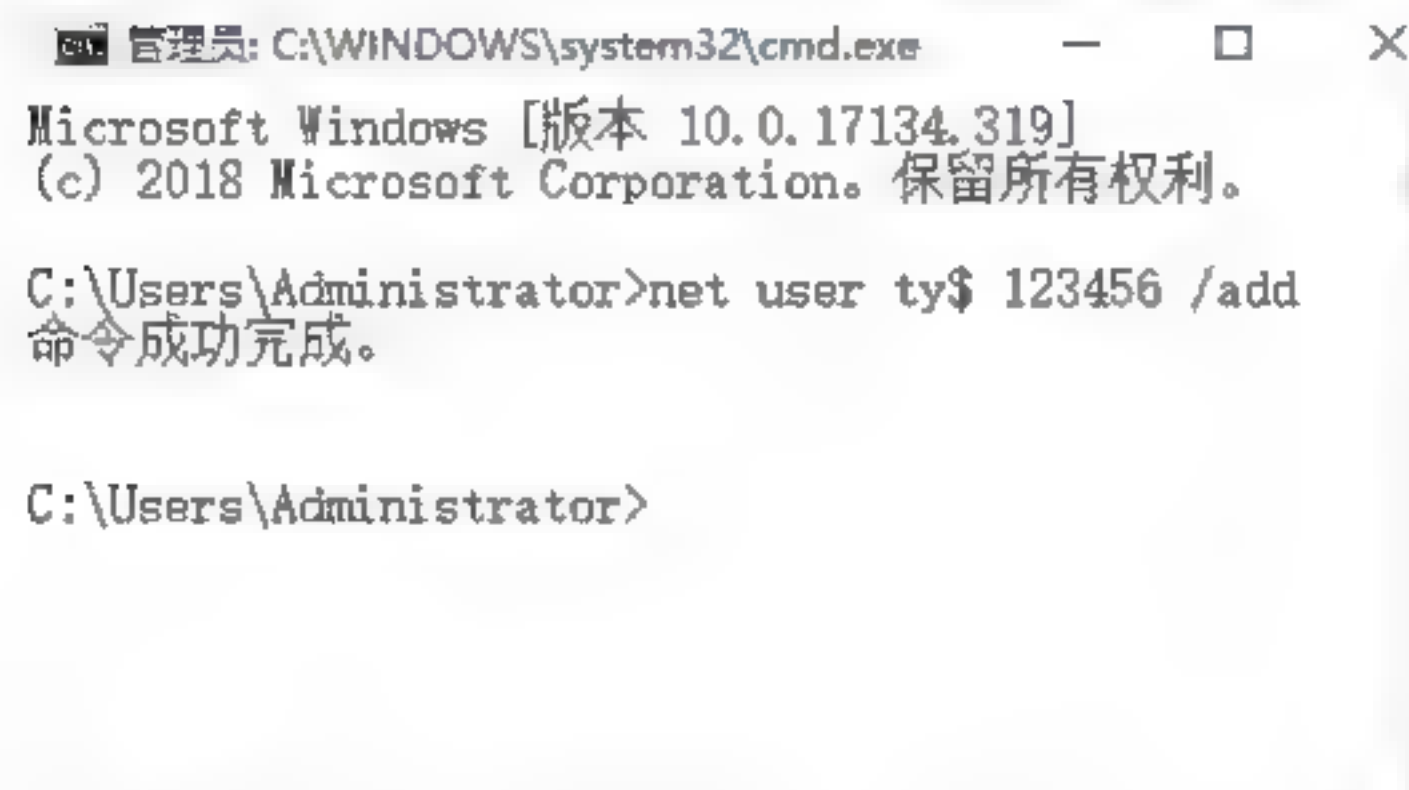 管理员: C:\WINDOWS\system32\cmd.exe
Microsoft Windows [版本 10.0.17134.319]
(c) 2018 Microsoft Corporation。保留所有权利。
C:\Users\Administrator>net user ty$ 123456 /add
命令成功完成。
C:\Users\Administrator>